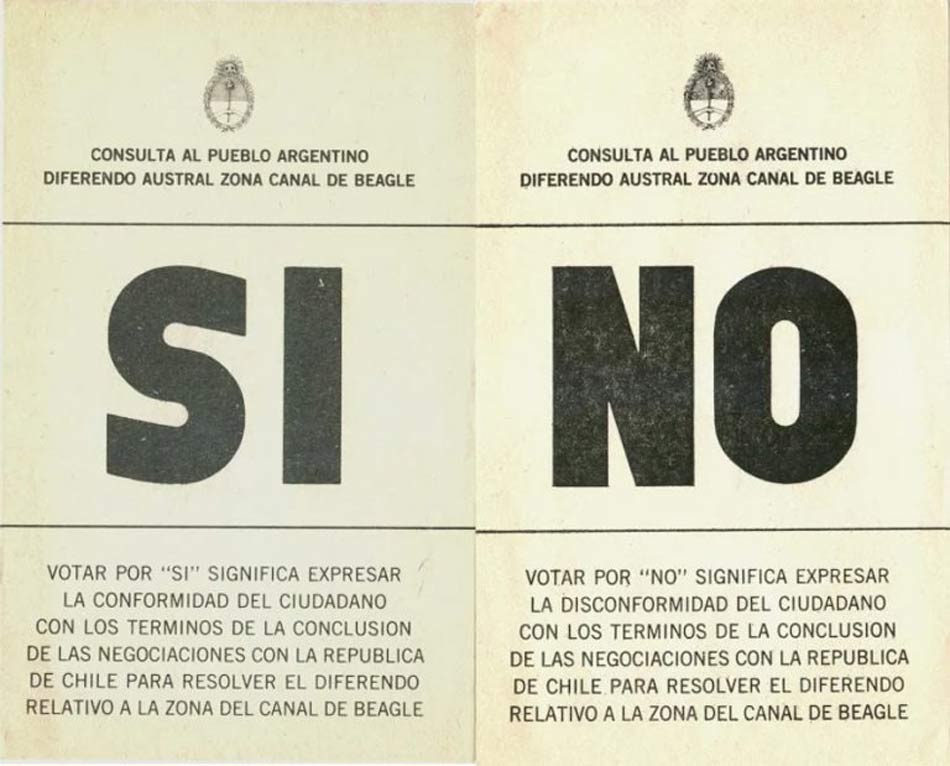 CONSULTA AL PUEBLO ARGENTINO
DIFERENDO AUSTRAL ZONA CANAL DE BEAGLE
SI
VOTAR POR "SI" SIGNIFICA EXPRESAR
LA CONFORMIDAD DEL CIUDADANO
CON LOS TERMINOS DE LA CONCLUSION
DE LAS NEGOCIACIONES CON LA REPUBLICA
DE CHILE PARA RESOLVER EL DIFERENDO
RELATIVO A LA ZONA DEL CANAL DE BEAGLE
CONSULTA AL PUEBLO ARGENTINO
DIFERENDO AUSTRAL ZONA CANAL DE BEAGLE
NO
VOTAR POR "NO" SIGNIFICA EXPRESAR
LA DISCONFORMIDAD DEL CIUDADANO
CON LOS TERMINOS DE LA CONCLUSION
DE LAS NEGOCIACIONES CON LA REPUBLICA
DE CHILE PARA RESOLVER EL DIFERENDO
RELATIVO A LA ZONA DEL CANAL DE BEAGLE